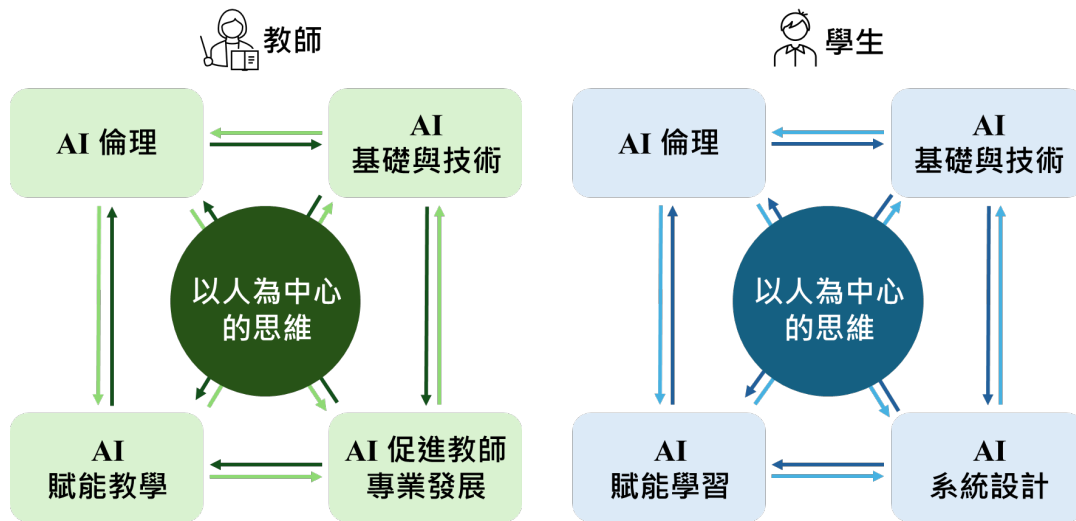 教師
AI 倫理
AI
基礎與技術
以人為中心
的思維
AI
賦能教學
AI 促進教師
專業發展
學生
AI 倫理
AI
基礎與技術
以人為中心
的思維
AI
賦能學習
AI
系統設計